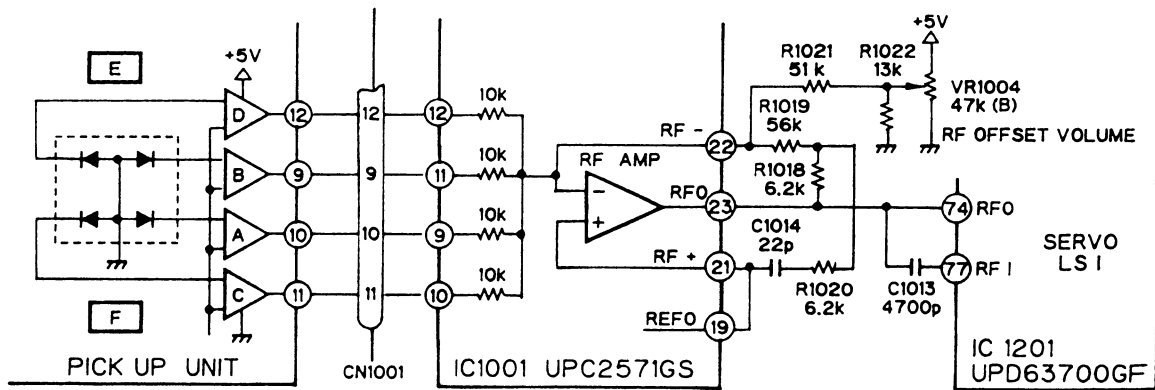 E
+5V
D
12
12
12
10k
B
9
9
11
10k
A
10
10
9
10k
C
11
11
10
10k
F
PICK UP UNIT
CN1001
IC1001 UPC2571GS
RF AMP
−
+
RF -
22
RFO
23
RF +
21
REFO
19
R1021
51k
R1022
13k
+5V
VR1004
47k (B)
RF OFFSET VOLUME
R1019
56k
R1018
6.2k
C1014
22p
R1020
6.2k
C1013
4700p
74
RFO
77
RF I
SERVO
LSI
IC 1201
UPD63700GF